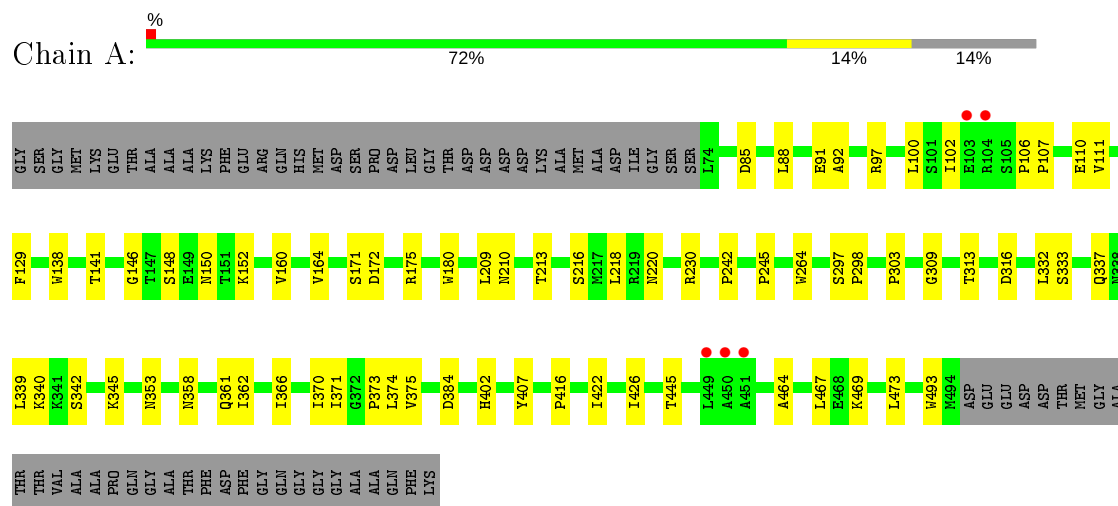 %
Chain A:
72% 14% 14%
GLY SER GLY MET LYS GLU THR ALA ALA ALA LYS PHE GLU ARG GLN HIS MET ASP SER PRO ASP LEU GLY THR ASP ASP ASP ASP LYS ALA MET ALA ASP ILE GLY SER SER L74 D85 L88 E91 A92 R97 L100 S101 I102 E103 R104 S105 P106 P107 E110 V111
F129 W138 T141 G146 T147 S148 E149 N150 T151 K152 V160 V164 S171 D172 R175 W180 L209 N210 T213 S216 M217 L218 R219 N220 R230 P242 P245 W264 S297 P298 P303 G309 T313 D316 L332 S333 Q337 N338
L339 K340 K341 S342 K345 N353 N358 Q361 I362 I366 I370 I371 G372 P373 L374 V375 D384 H402 Y407 P416 I422 I426 T445 L449 A450 A451 A464 L467 E468 K469 L473 W493 M494 ASP GLU GLU ASP ASP THR MET GLY ALA
THR THR VAL ALA ALA PRO GLN GLY ALA THR PHE ASP PHE GLY GLN GLY GLY GLY ALA ALA GLN PHE LYS